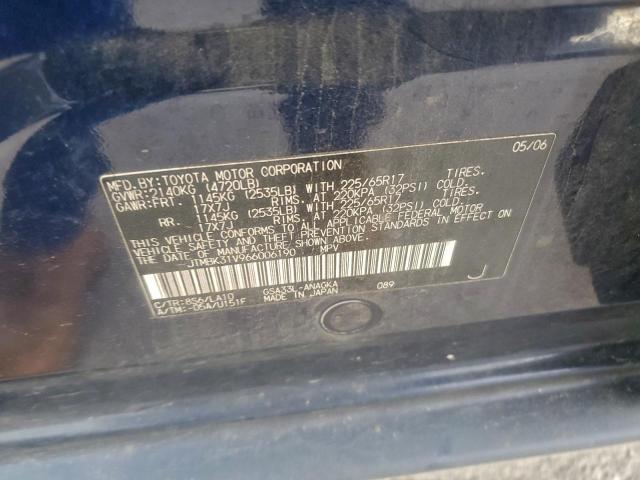 MFD.BY:TOYOTA MOTOR CORPORATION 05/06
GVWR:2140KG (4720LB)
GAWR:FRT- 1145KG (2535LB) WITH 225/65R17 TIRES.
17X7J RIMS. AT 220KPA (32PSI) COLD.
RR- 1145KG (2535LB) WITH 225/65R17 TIRES.
17X7J RIMS. AT 220KPA (32PSI) COLD.
THIS VEHICLE CONFORMS TO ALL APPLICABLE FEDERAL MOTOR
VEHICLE SAFETY AND THEFT PREVENTION STANDARDS IN EFFECT ON
THE DATE OF MANUFACTURE SHOWN ABOVE.
JTMBK31V966006190 MPV
C/TR:8S6/LA10 GSA33L-ANAGKA 089 J
A/TM:-05A/U151F MADE IN JAPAN